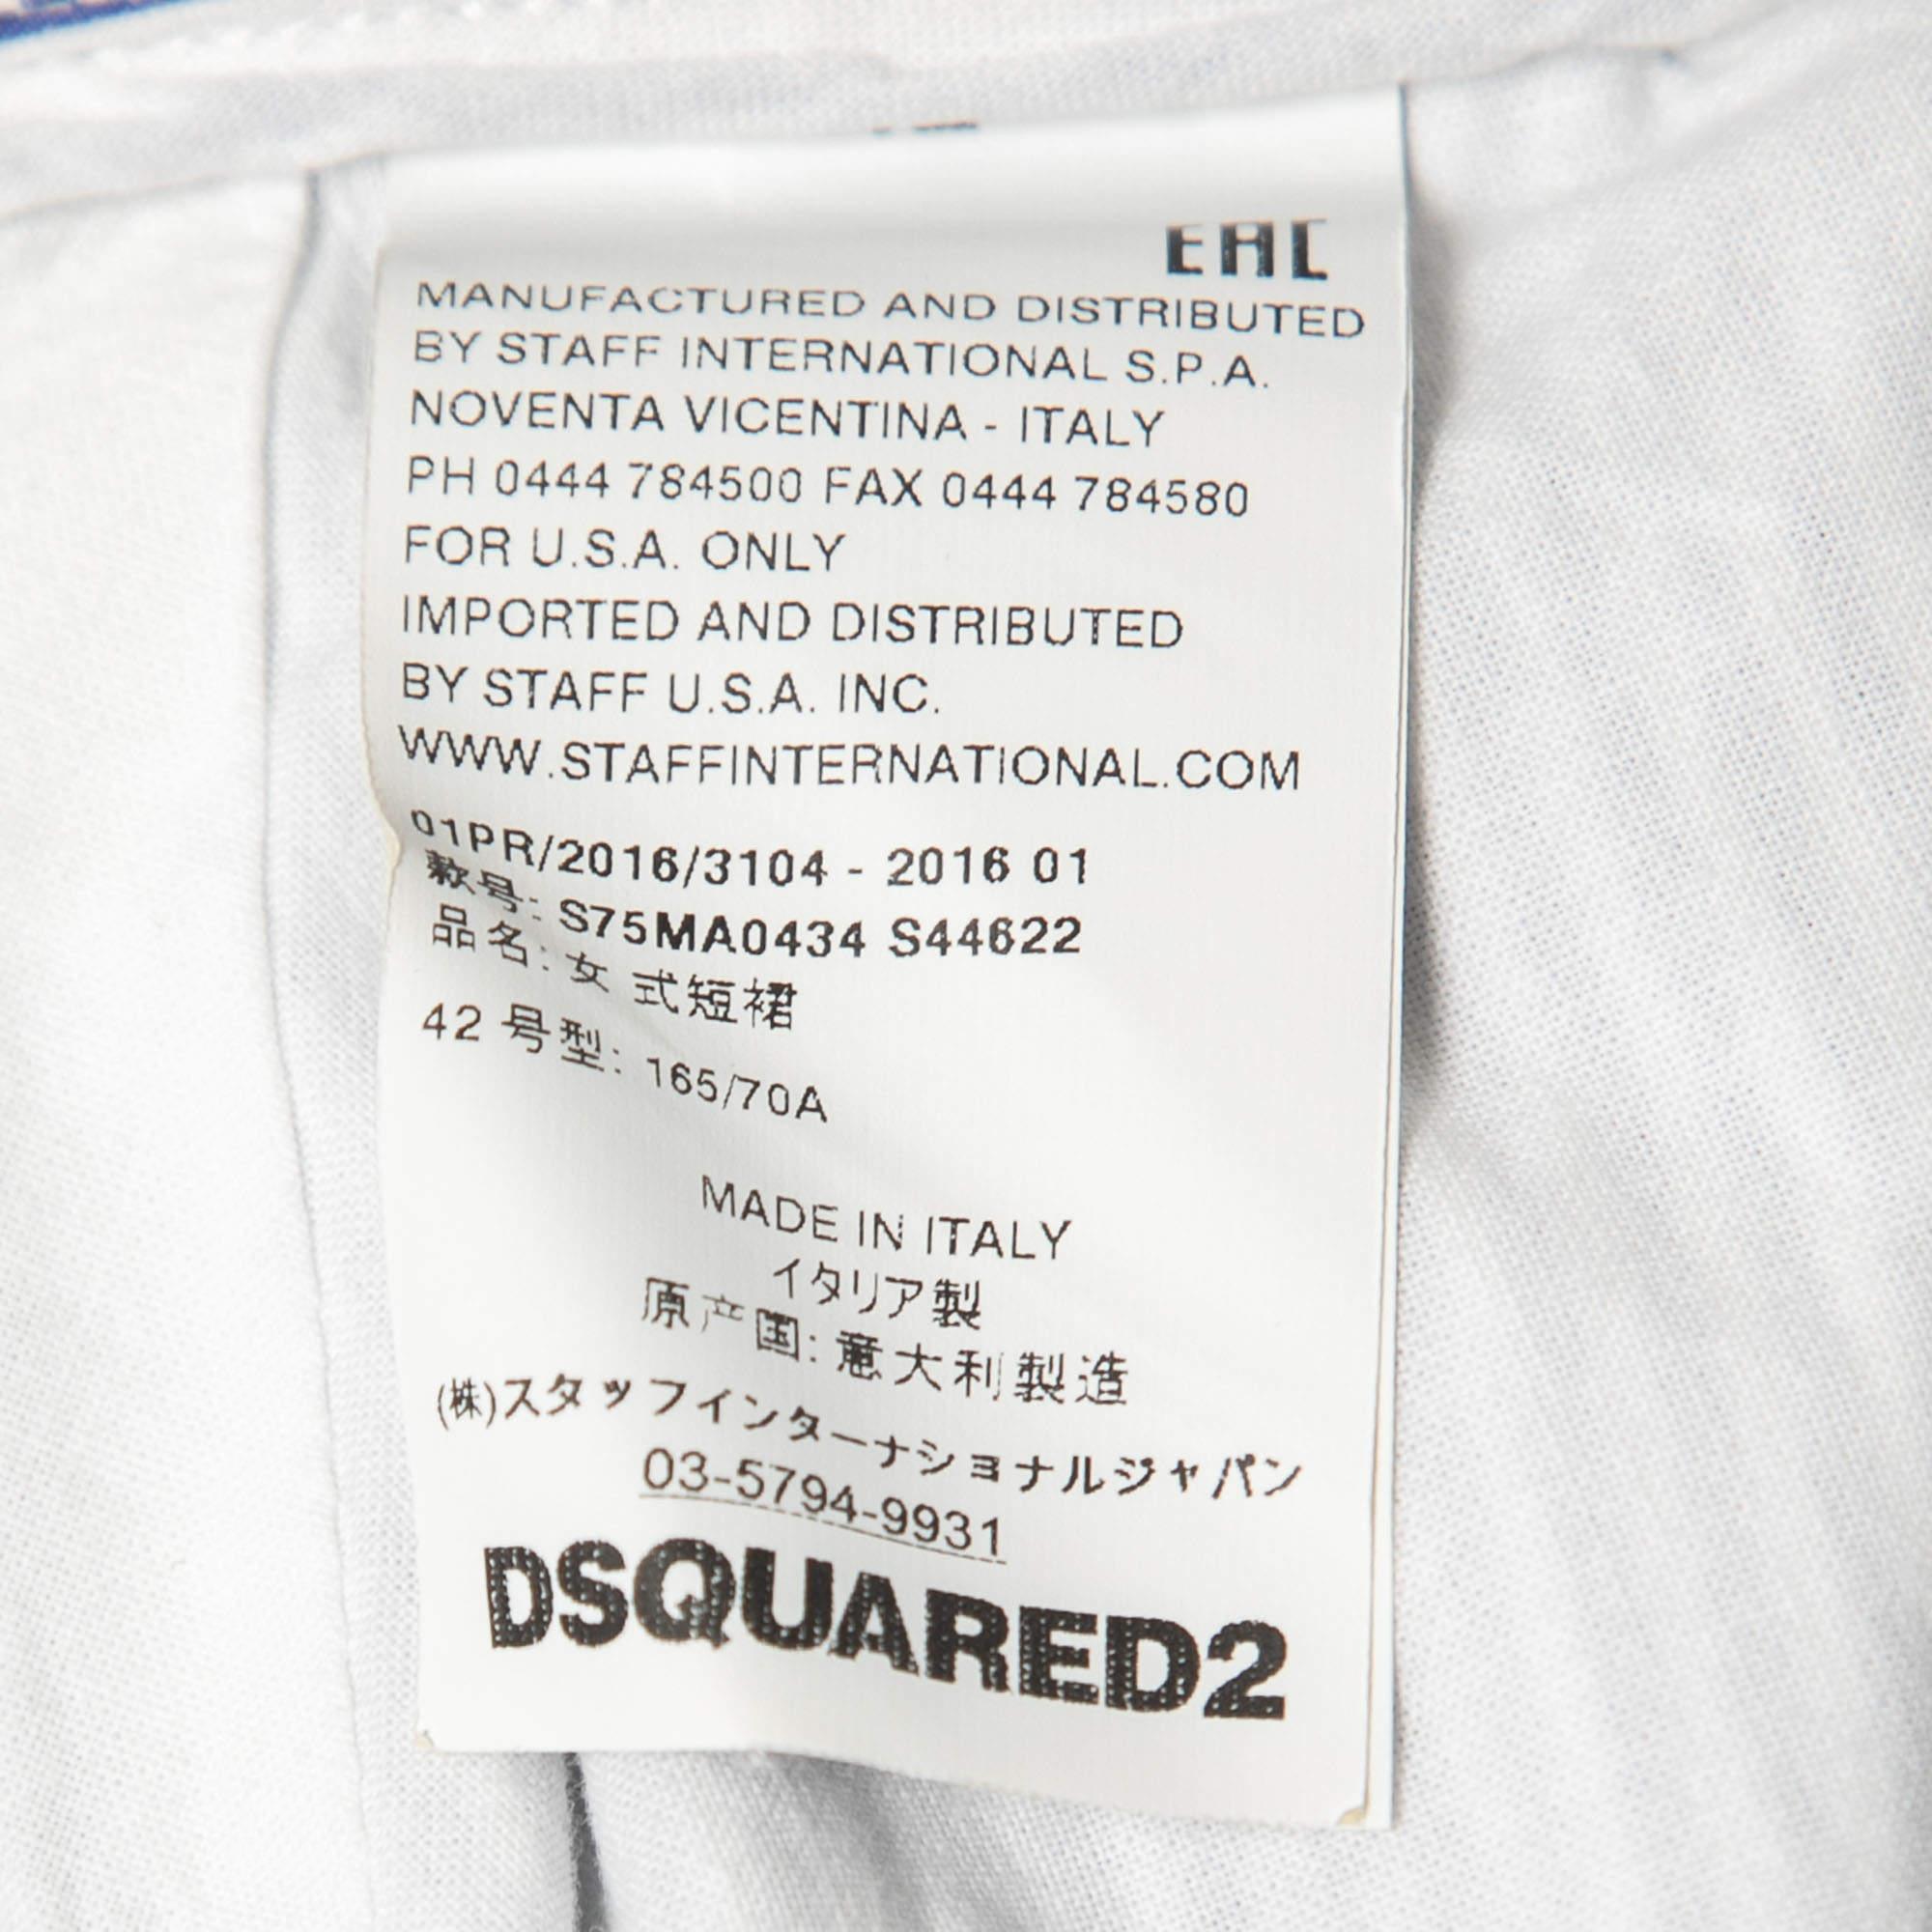 EAC
MANUFACTURED AND DISTRIBUTED
BY STAFF INTERNATIONAL S.P.A.
NOVENTA VICENTINA - ITALY
PH 0444 784500 FAX 0444 784580
FOR U.S.A. ONLY
IMPORTED AND DISTRIBUTED
BY STAFF U.S.A. INC.
WWW.STAFFINTERNATIONAL.COM
01PR/2016/3104 - 2016 01
款号: S75MA0434 S44622
品名: 女式短裙
42 号型: 165/70A
MADE IN ITALY
イタリア製
原产国: 意大利製造
(株)スタッフインターナショナルジャパン
03-5794-9931
DSQUARED2